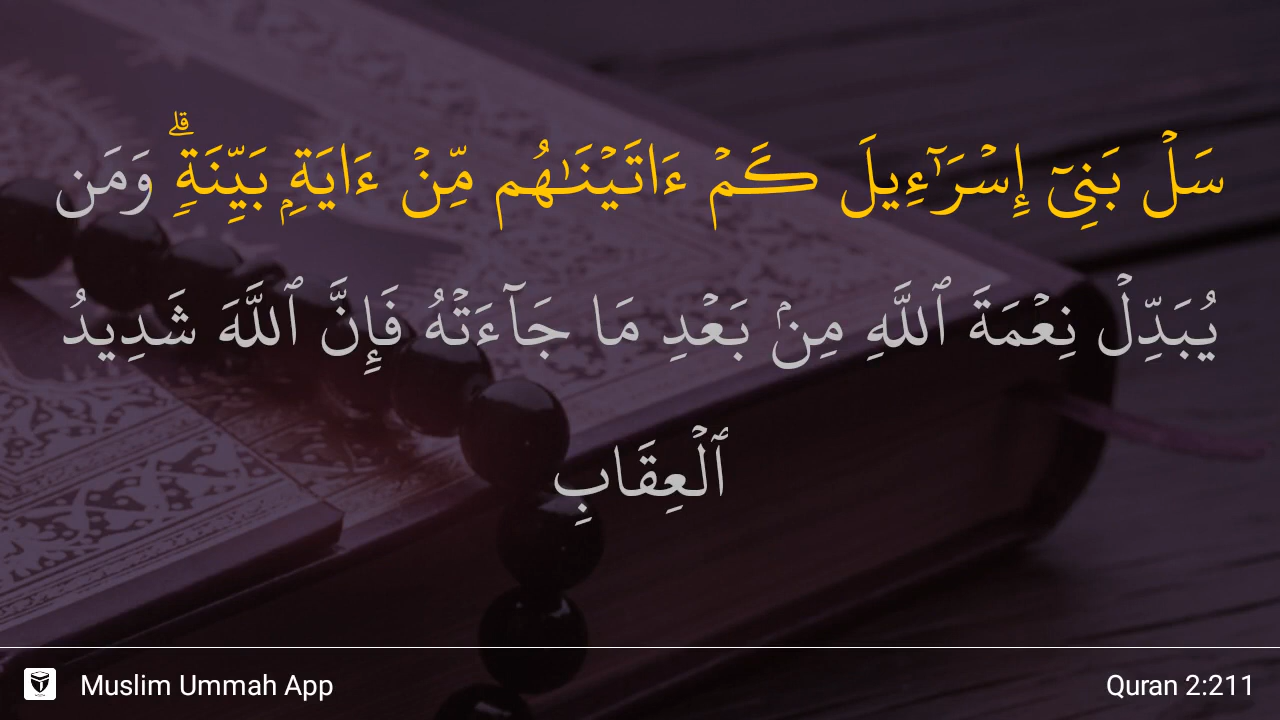 سَلْ بَنِىٓ إِسْرَٰٓءِيلَ كَمْ ءَاتَيْنَـٰهُم مِّنْ ءَايَةٍۭ بَيِّنَةٍۢ ۗ وَمَن
يُبَدِّلْ نِعْمَةَ ٱللَّهِ مِنۢ بَعْدِ مَا جَآءَتْهُ فَإِنَّ ٱللَّهَ شَدِيدُ
ٱلْعِقَابِ
Muslim Ummah App
Quran 2:211